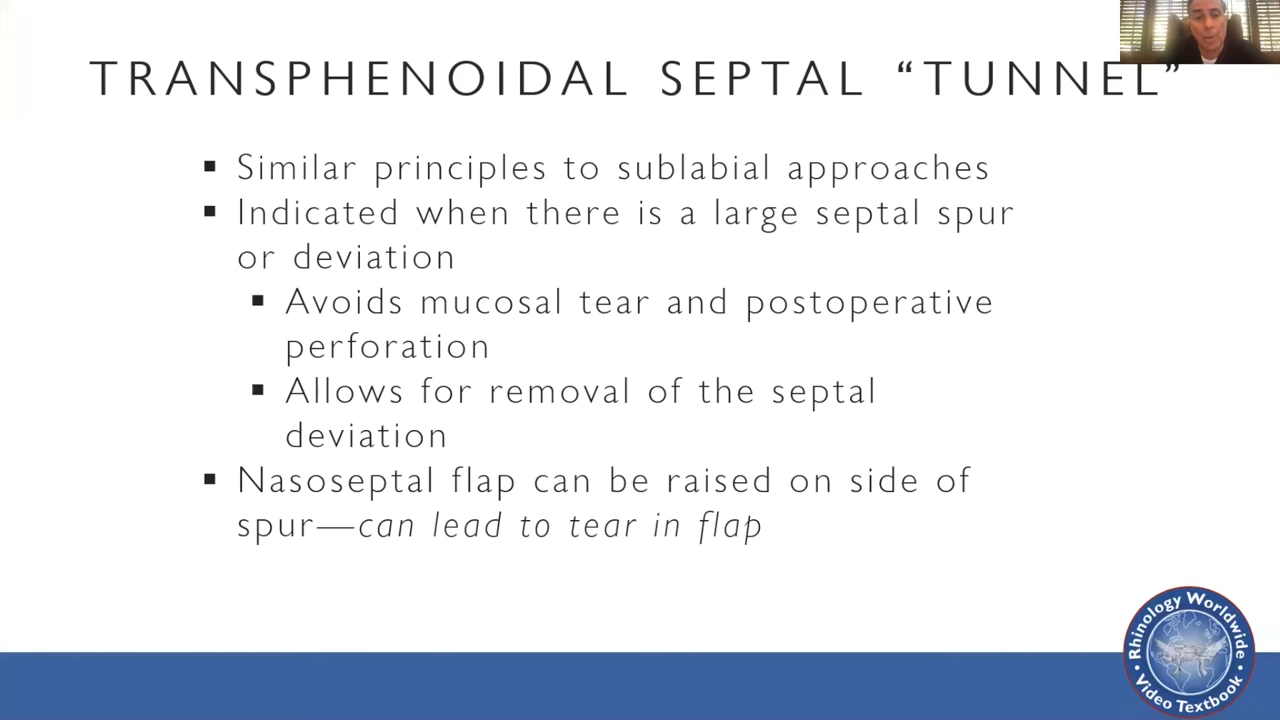 TRANSPHENOIDAL SEPTAL “TUNNEL”
▪ Similar principles to sublabial approaches
▪ Indicated when there is a large septal spur
or deviation
▪ Avoids mucosal tear and postoperative
perforation
▪ Allows for removal of the septal
deviation
▪ Nasoseptal flap can be raised on side of
spur—can lead to tear in flap
Rhinology Worldwide
• Video Textbook •